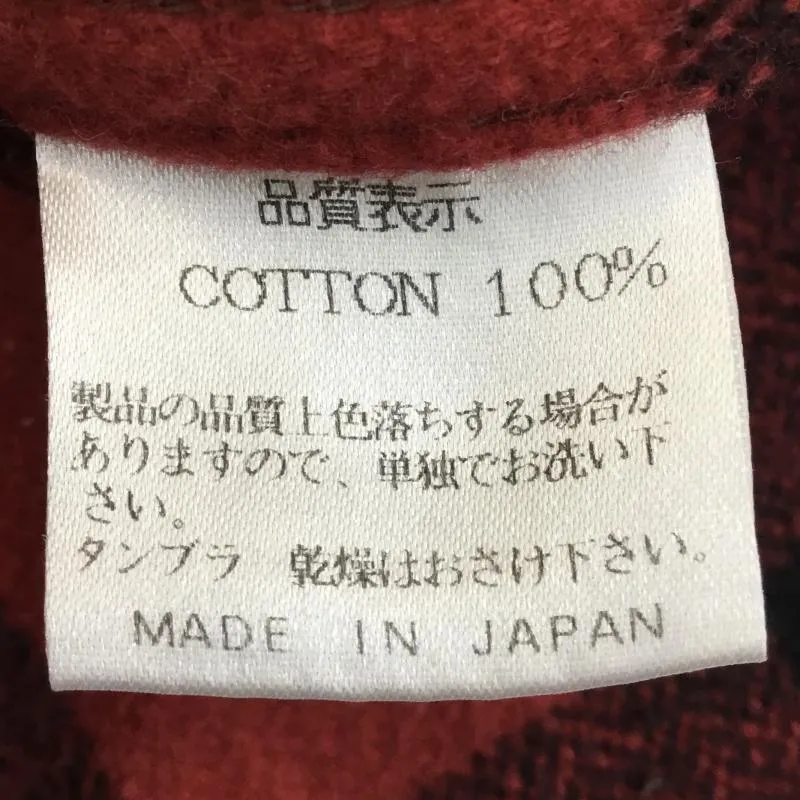 品質表示
COTTON 100%
製品の品質上色落ちする場合が
ありますので、単独でお洗い下
さい。
タンブラ 乾燥はおさけ下さい。
MADE IN JAPAN